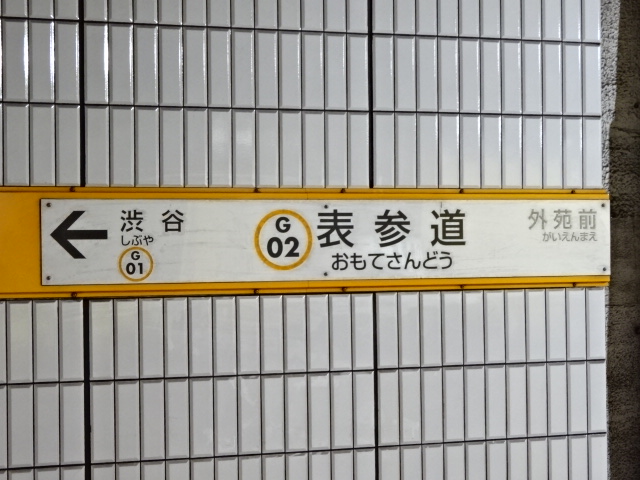 渋谷
しぶや
G
01
G
02
表参道
おもてさんどう
外苑前
がいえんまえ